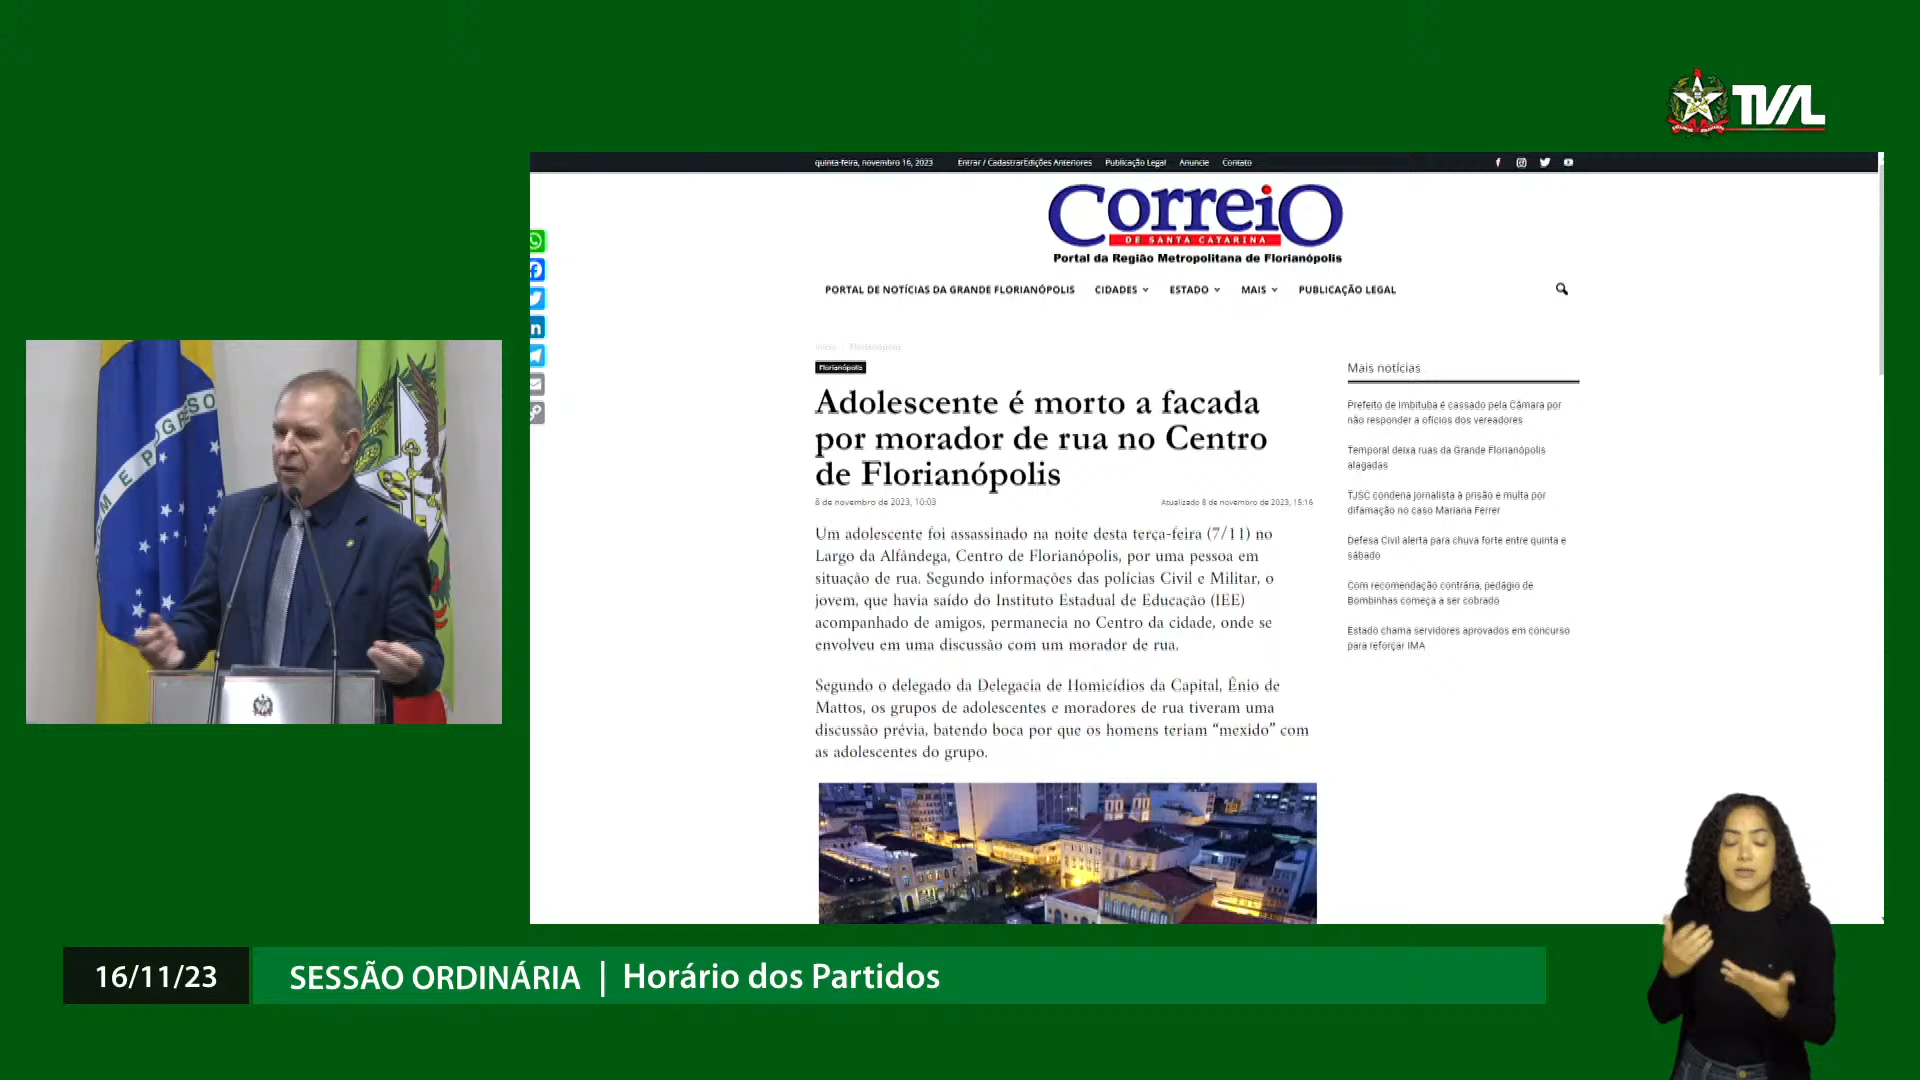 TVAL
quinta-feira, novembro 16, 2023 Entrar / Cadastrar Edições Anteriores Publicação Legal Anuncie Contato
Correio
DE SANTA CATARINA
Portal da Região Metropolitana de Florianópolis
PORTAL DE NOTÍCIAS DA GRANDE FLORIANÓPOLIS CIDADES ESTADO MAIS PUBLICAÇÃO LEGAL
Início Florianópolis
Florianópolis
Adolescente é morto a facada
por morador de rua no Centro
de Florianópolis
8 de novembro de 2023, 10:03 Atualizado 8 de novembro de 2023, 15:16
Um adolescente foi assassinado na noite desta terça-feira (7/11) no
Largo da Alfândega, Centro de Florianópolis, por uma pessoa em
situação de rua. Segundo informações das polícias Civil e Militar, o
jovem, que havia saído do Instituto Estadual de Educação (IEE)
acompanhado de amigos, permanecia no Centro da cidade, onde se
envolveu em uma discussão com um morador de rua.
Segundo o delegado da Delegacia de Homicídios da Capital, Ênio de
Mattos, os grupos de adolescentes e moradores de rua tiveram uma
discussão prévia, batendo boca por que os homens teriam “mexido” com
as adolescentes do grupo.
Mais notícias
Prefeito de Imbituba é cassado pela Câmara por
não responder a ofícios dos vereadores
Temporal deixa ruas da Grande Florianópolis
alagadas
TJSC condena jornalista à prisão e multa por
difamação no caso Mariana Ferrer
Defesa Civil alerta para chuva forte entre quinta e
sábado
Com recomendação contrária, pedágio de
Bombinhas começa a ser cobrado
Estado chama servidores aprovados em concurso
para reforçar IMA
M E P OGRESSO
16/11/23 SESSÃO ORDINÁRIA | Horário dos Partidos